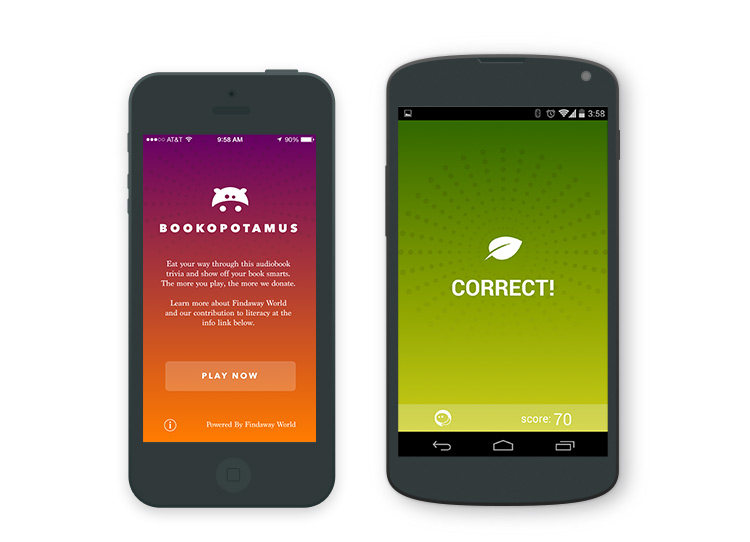 AT&T 9:58 AM 90%
BOOKOPOTAMUS
Eat your way through this audiobook
trivia and show off your book smarts.
The more you play, the more we donate.
Learn more about Findaway World
and our contribution to literacy at the
info link below.
PLAY NOW
i Powered By Findaway World
3:58
CORRECT!
score: 70